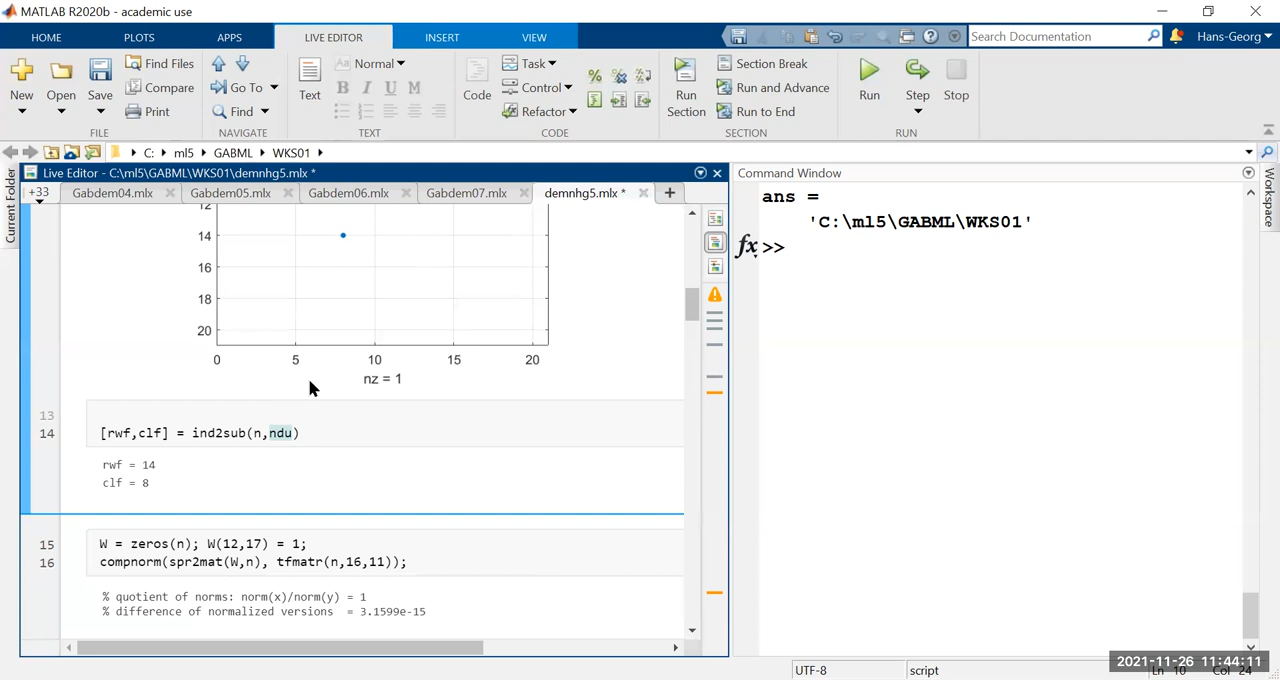 MATLAB R2020b - academic use
HOME PLOTS APPS LIVE EDITOR INSERT VIEW
Search Documentation
Hans-Georg
New Open Save
Find Files
Compare
Print
FILE
Go To
Find
NAVIGATE
Text
Aa Normal
B I U M
TEXT
Code
Task
Control
Refactor
CODE
Run Section
Section Break
Run and Advance
Run to End
SECTION
Run Step Stop
RUN
C: ml5 GABML WKS01
Current Folder
Live Editor - C:\ml5\GABML\WKS01\demnhg5.mlx *
+33 Gabdem04.mlx Gabdem05.mlx Gabdem06.mlx Gabdem07.mlx demnhg5.mlx * +
12
14
16
18
20
0 5 10 15 20
nz = 1
13
14 [rwf,clf] = ind2sub(n,ndu)
rwf = 14
clf = 8
15 W = zeros(n); W(12,17) = 1;
16 compnorm(spr2mat(W,n), tfmatr(n,16,11));
% quotient of norms: norm(x)/norm(y) = 1
% difference of normalized versions = 3.1599e-15
Command Window
ans =
'C:\ml5\GABML\WKS01'
fx >>
Workspace
UTF-8 script Ln 10 Col 24
2021-11-26 11:44:11